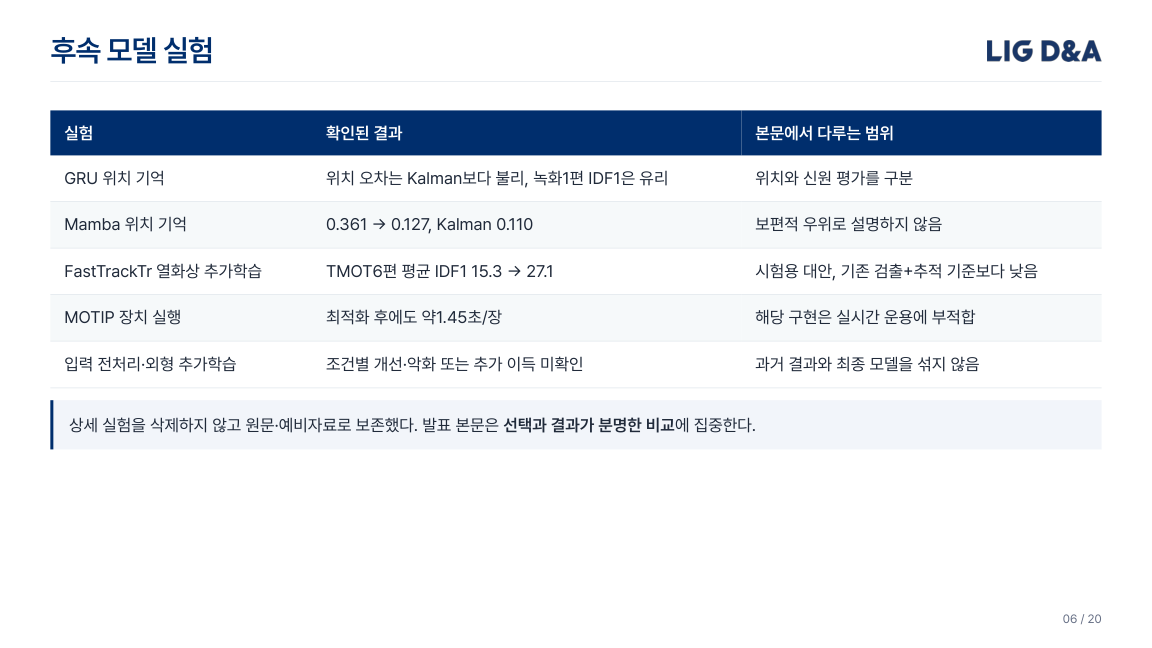 후속 모델 실험
LIG D&A
실험 확인된 결과 본문에서 다루는 범위
GRU 위치 기억 위치 오차는 Kalman보다 불리, 녹화1편 IDF1은 유리 위치와 신원 평가를 구분
Mamba 위치 기억 0.361 → 0.127, Kalman 0.110 보편적 우위로 설명하지 않음
FastTrackTr 열화상 추가학습 TMOT6편 평균 IDF1 15.3 → 27.1 시험용 대안, 기존 검출+추적 기준보다 낮음
MOTIP 장치 실행 최적화 후에도 약1.45초/장 해당 구현은 실시간 운용에 부적합
입력 전처리·외형 추가학습 조건별 개선·악화 또는 추가 이득 미확인 과거 결과와 최종 모델을 섞지 않음
상세 실험을 삭제하지 않고 원문·예비자료로 보존했다. 발표 본문은 선택과 결과가 분명한 비교에 집중한다.
06 / 20